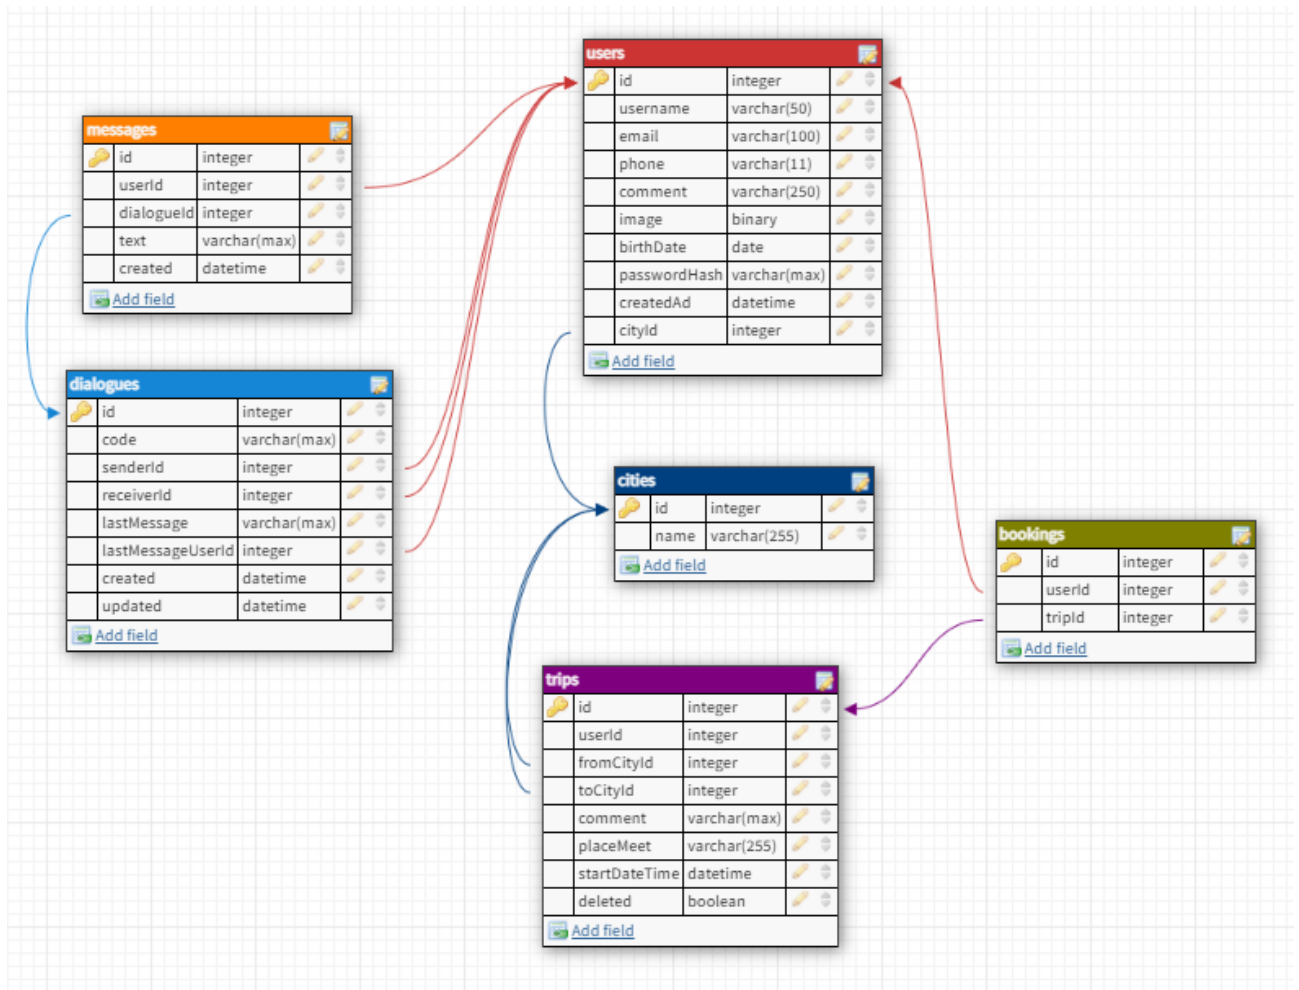 users
id integer
username varchar(50)
email varchar(100)
phone varchar(11)
comment varchar(250)
image binary
birthDate date
passwordHash varchar(max)
createdAd datetime
cityId integer
Add field
messages
id integer
userId integer
dialogueId integer
text varchar(max)
created datetime
Add field
dialogues
id integer
code varchar(max)
senderId integer
receiverId integer
lastMessage varchar(max)
lastMessageUserId integer
created datetime
updated datetime
Add field
cities
id integer
name varchar(255)
Add field
bookings
id integer
userId integer
tripId integer
Add field
trips
id integer
userId integer
fromCityId integer
toCityId integer
comment varchar(max)
placeMeet varchar(255)
startDateTime datetime
deleted boolean
Add field